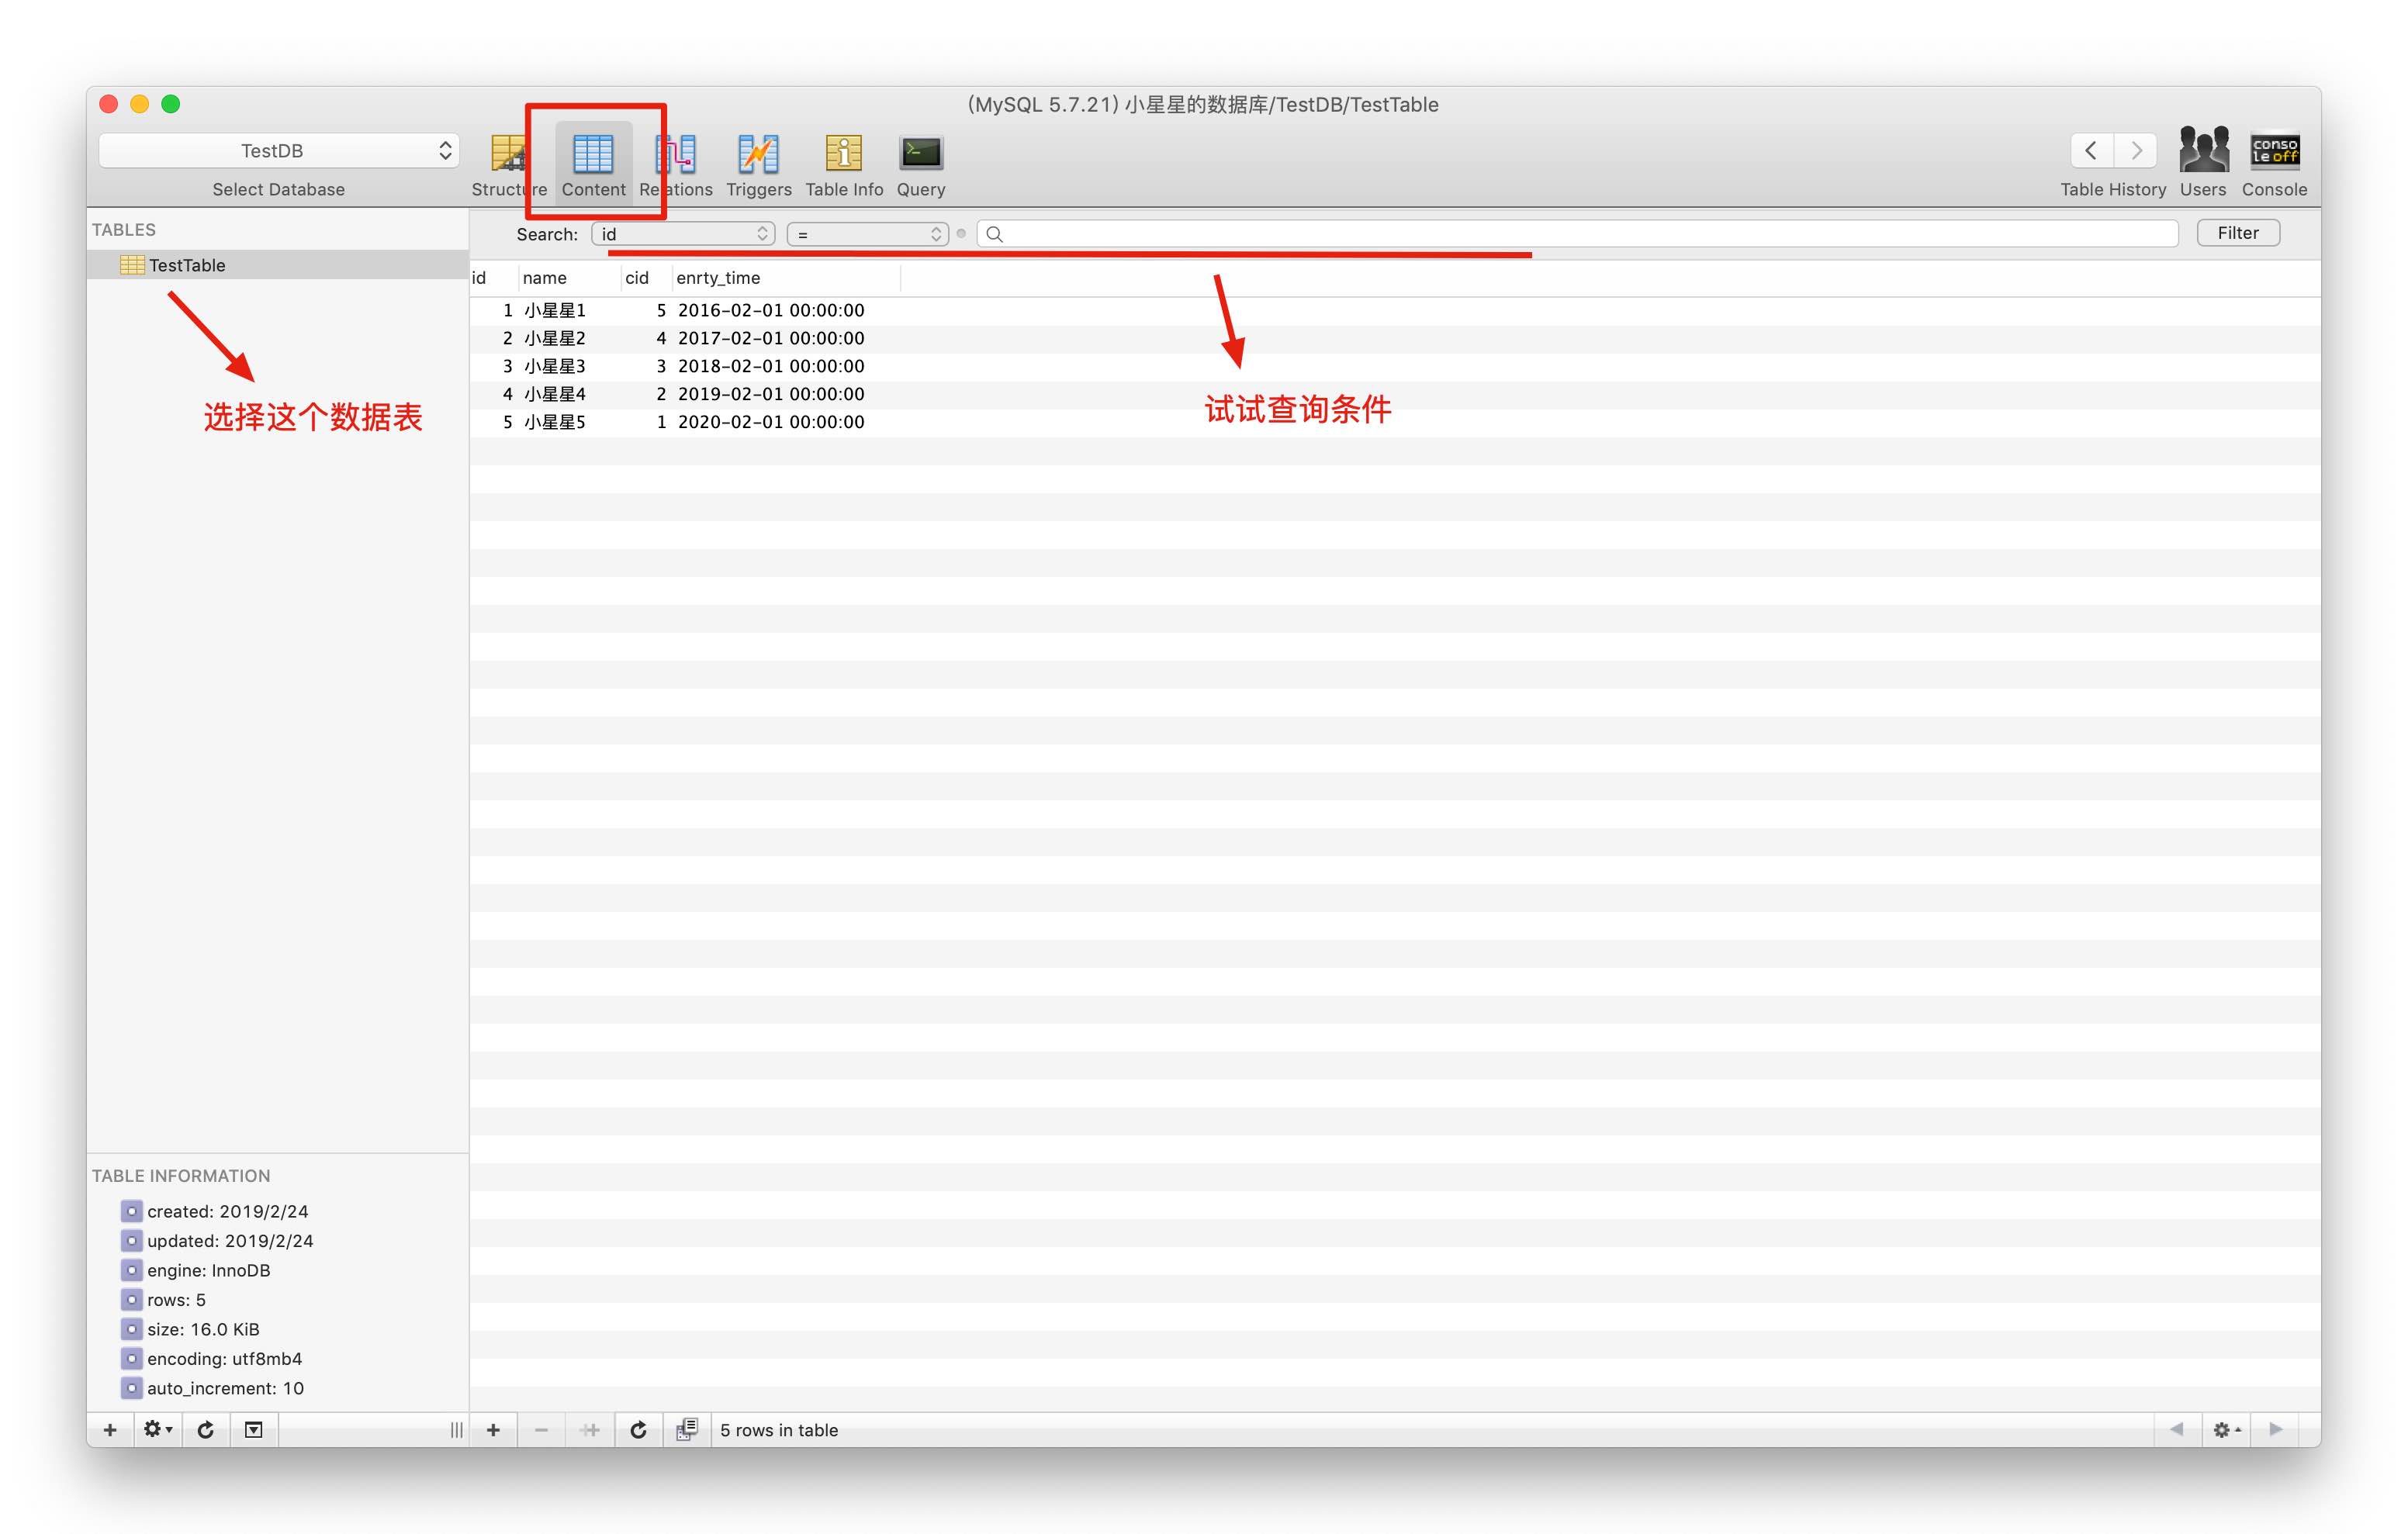 (MySQL 5.7.21) 小星星的数据库/TestDB/TestTable
TestDB
Select Database
Structure Content Relations Triggers Table Info Query
conso
le off
Table History Users Console
TABLES
TestTable
选择这个数据表
Search: id = Filter
id name cid enrty_time
1 小星星1 5 2016-02-01 00:00:00
2 小星星2 4 2017-02-01 00:00:00
3 小星星3 3 2018-02-01 00:00:00
4 小星星4 2 2019-02-01 00:00:00
5 小星星5 1 2020-02-01 00:00:00
试试查询条件
TABLE INFORMATION
created: 2019/2/24
updated: 2019/2/24
engine: InnoDB
rows: 5
size: 16.0 KiB
encoding: utf8mb4
auto_increment: 10
5 rows in table